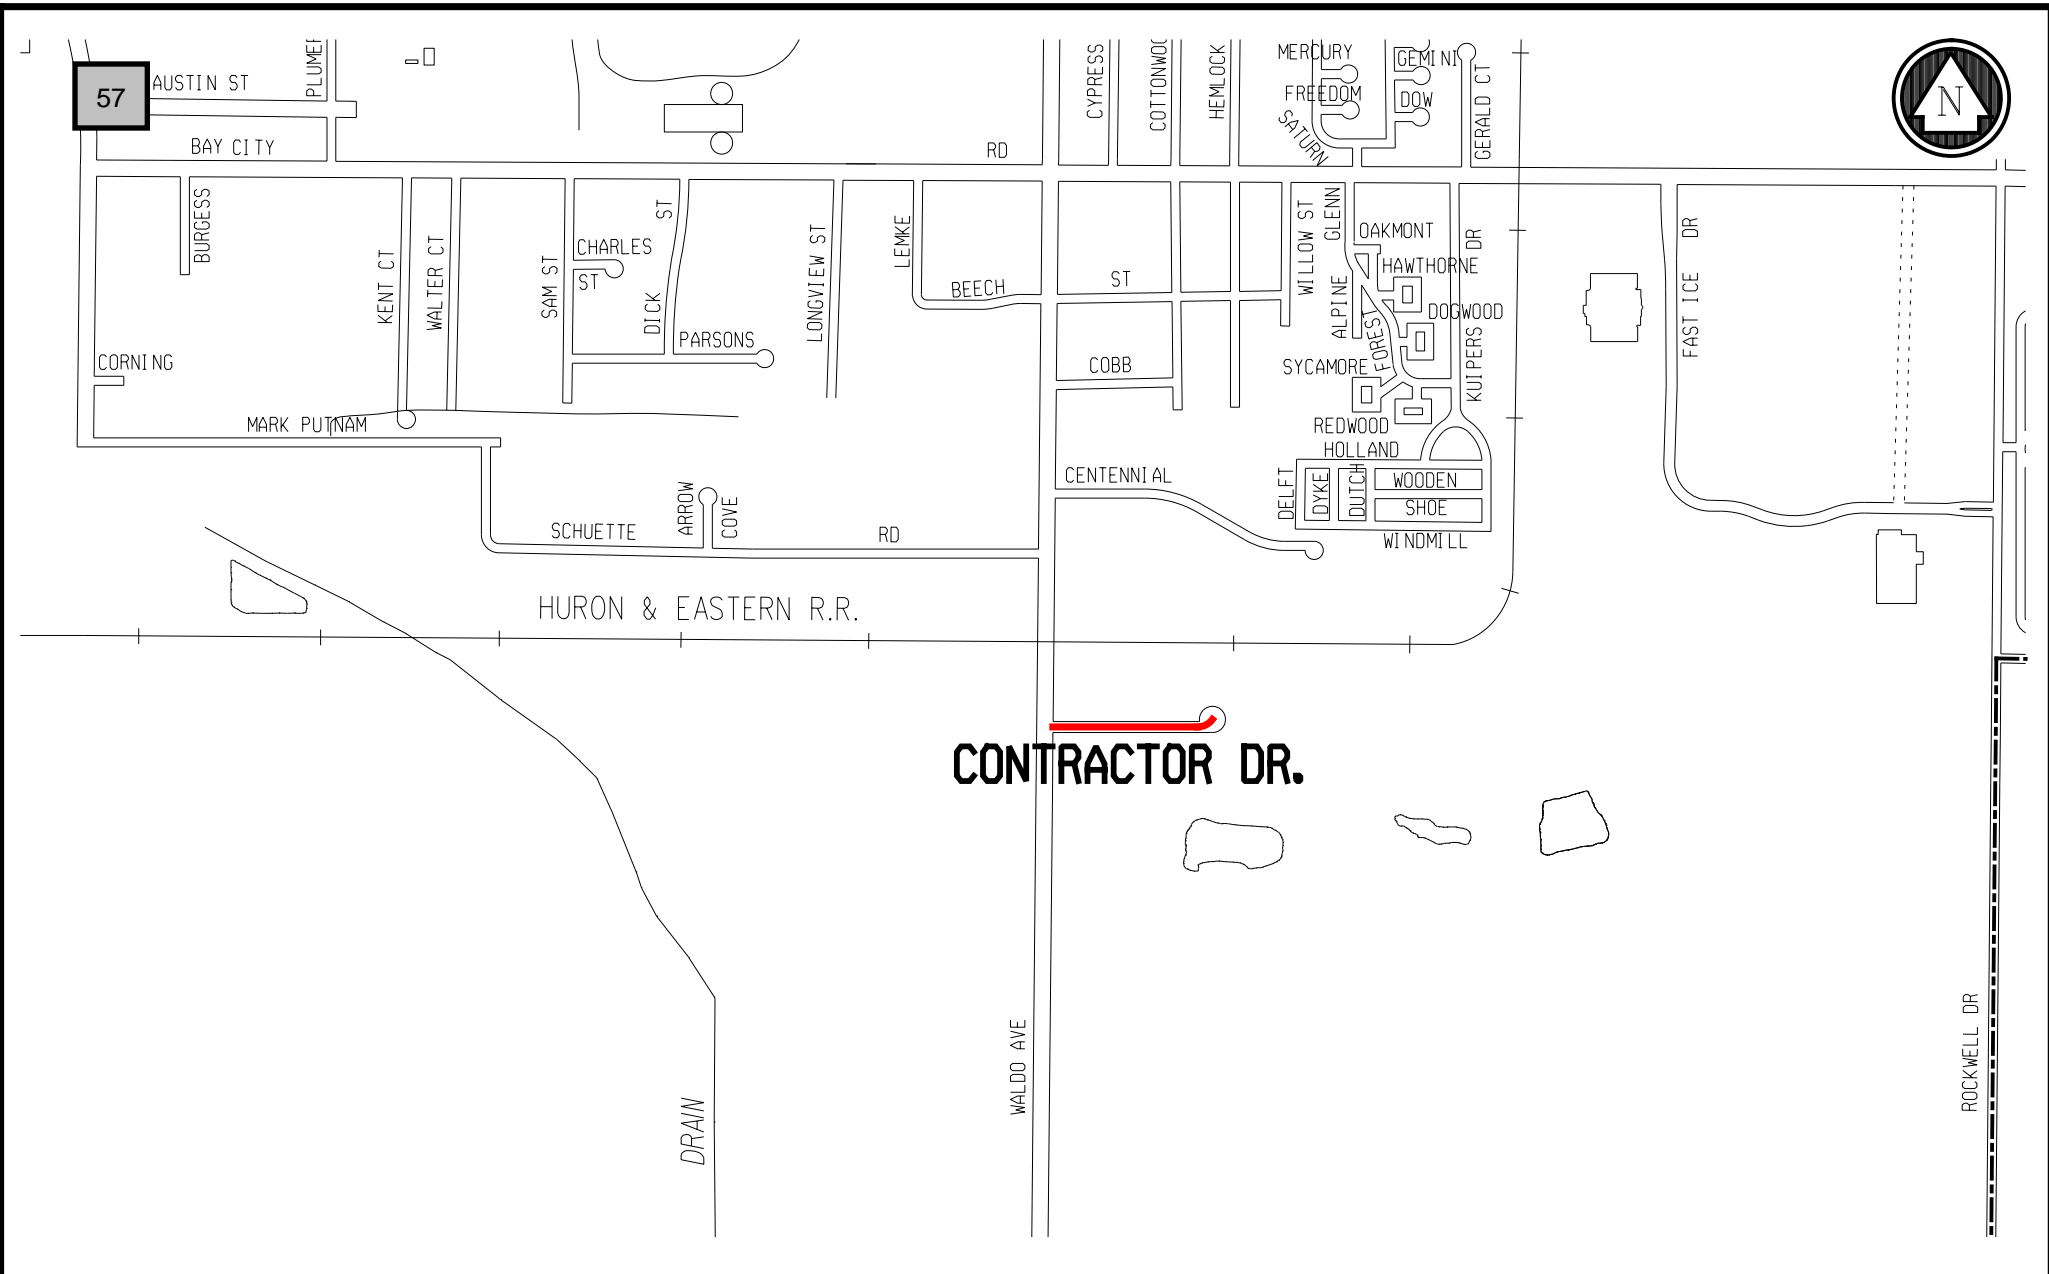 PLUMER
CYPRESS
COTTONWOO
HEMLOCK
MERCURY
GEMINI
GERALD CT
57
AUSTIN ST
FREEDOM
DOW
SATURN
N
BAY CITY
RD
BURGESS
KENT CT
WALTER CT
SAM ST
CHARLES
ST
DICK
ST
LONGVIEW ST
LEMKE
BEECH
ST
WILLOW ST
GLENN
OAKMONT
HAWTHORNE
ALPINE
FOREST
DOGWOOD
KUIPERS
DR
FAST ICE
DR
PARSONS
CORNING
COBB
SYCAMORE
MARK PUTNAM
REDWOOD
HOLLAND
CENTENNIAL
DELFT
DYKE
DUTCH
WOODEN
SHOE
WINDMILL
ARROW
COVE
SCHUETTE
RD
HURON & EASTERN R.R.
CONTRACTOR DR.
DRAIN
WALDO AVE
ROCKWELL DR